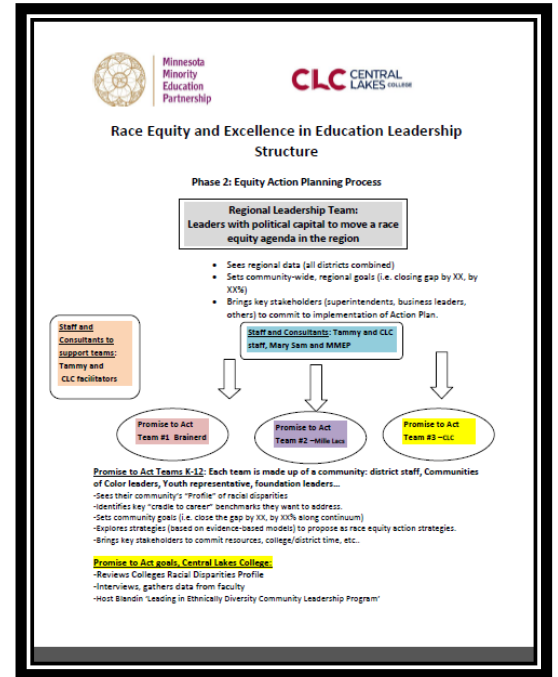 Minnesota
Minority
Education
Partnership
CLC CENTRAL
LAKES COLLEGE
Race Equity and Excellence in Education Leadership
Structure
Phase 2: Equity Action Planning Process
Regional Leadership Team:
Leaders with political capital to move a race
equity agenda in the region
• Sees regional data (all districts combined)
• Sets community-wide, regional goals (i.e. closing gap by XX, by
XX%)
• Brings key stakeholders (superintendents, business leaders,
others) to commit to implementation of Action Plan.
Staff and
Consultants to
support teams:
Tammy and
CLC facilitators
Staff and Consultants: Tammy and CLC
staff, Mary Sam and MMEP
Promise to Act
Team #1 Brainerd
Promise to Act
Team #2 –Mille Lacs
Promise to Act
Team #3 –CLC
Promise to Act Teams K-12: Each team is made up of a community: district staff, Communities
of Color leaders, Youth representative, foundation leaders…
-Sees their community's "Profile" of racial disparities
-Identifies key "cradle to career" benchmarks they want to address.
-Sets community goals (i.e. close the gap by XX, by XX% along continuum)
-Explores strategies (based on evidence-based models) to propose as race equity action strategies.
-Brings key stakeholders to commit resources, college/district time, etc..
Promise to Act goals, Central Lakes College:
-Reviews Colleges Racial Disparities Profile
-Interviews, gathers data from faculty
-Host Blandin 'Leading in Ethnically Diversity Community Leadership Program'